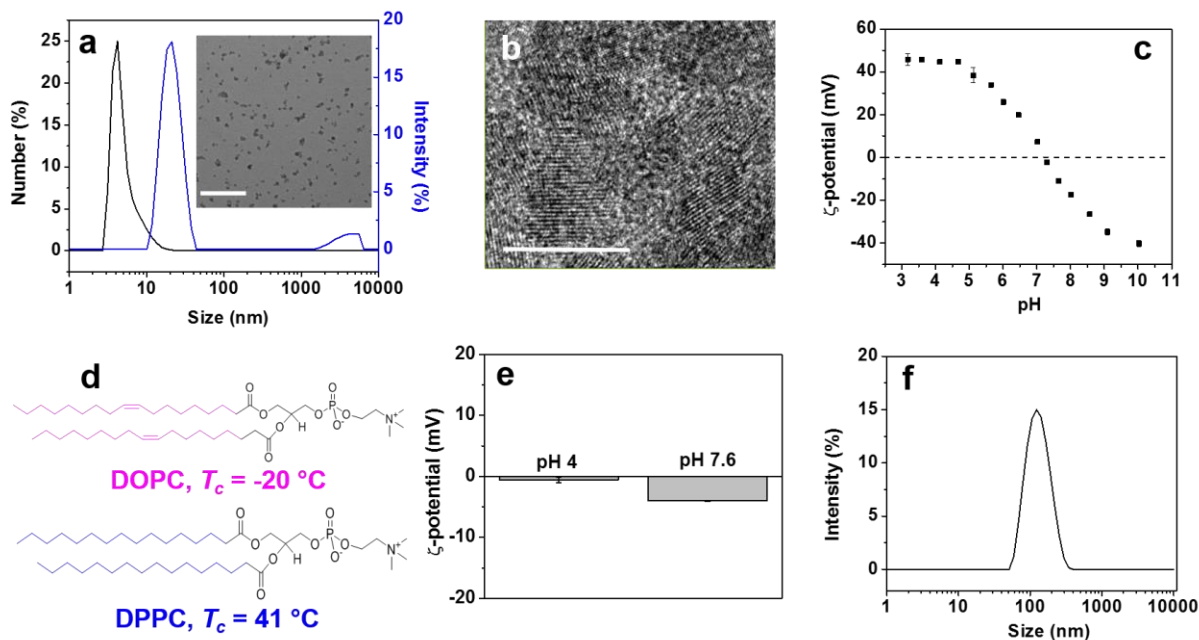 a
Number (%)
25
20
15
10
5
0
1
10
100
1000
10000
Size (nm)
20
15
10
5
0
Intensity (%)
b
c
ζ-potential (mV)
60
40
20
0
-20
-40
3
4
5
6
7
8
9
10
11
pH
d
O
O
H
O
O
O
P
O
O-
N+
DOPC, Tc = -20 °C
O
O
H
O
O
O
P
O
O-
N+
DPPC, Tc = 41 °C
e
ζ-potential (mV)
20
10
0
-10
-20
pH 4
pH 7.6
f
Intensity (%)
20
15
10
5
0
1
10
100
1000
10000
Size (nm)